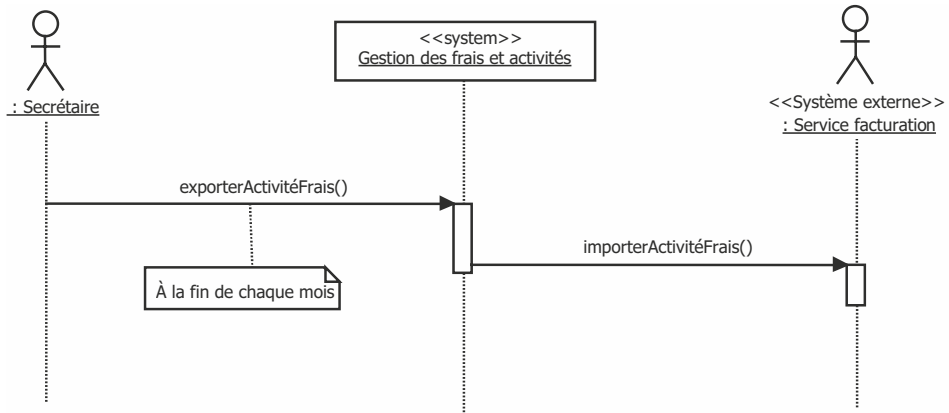 <<system>>
Gestion des frais et activités
: Secrétaire
<<Système externe>>
: Service facturation
exporterActivitéFrais()
importerActivitéFrais()
À la fin de chaque mois